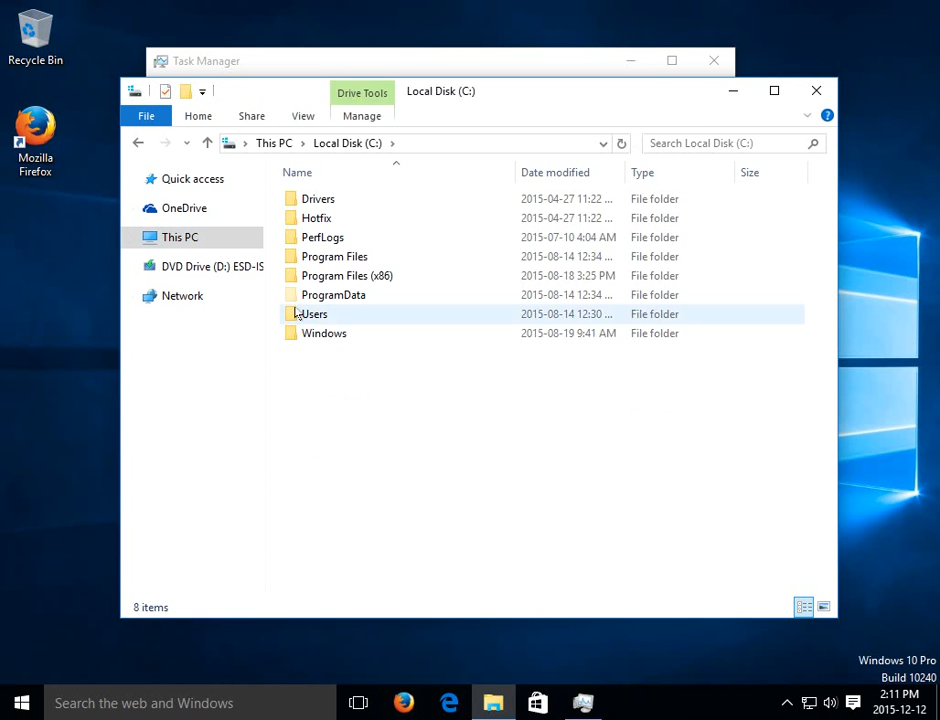 Recycle Bin
Mozilla
Firefox
Task Manager
Drive Tools
Local Disk (C:)
File
Home
Share
View
Manage
This PC
Local Disk (C:)
Search Local Disk (C:)
Quick access
OneDrive
This PC
DVD Drive (D:) ESD-IS
Network
Name
Date modified
Type
Size
Drivers 2015-04-27 11:22 ... File folder
Hotfix 2015-04-27 11:22 ... File folder
PerfLogs 2015-07-10 4:04 AM File folder
Program Files 2015-08-14 12:34 ... File folder
Program Files (x86) 2015-08-18 3:25 PM File folder
ProgramData 2015-08-14 12:34 ... File folder
Users 2015-08-14 12:30 ... File folder
Windows 2015-08-19 9:41 AM File folder
8 items
Windows 10 Pro
Build 10240
Search the web and Windows
2:11 PM
2015-12-12